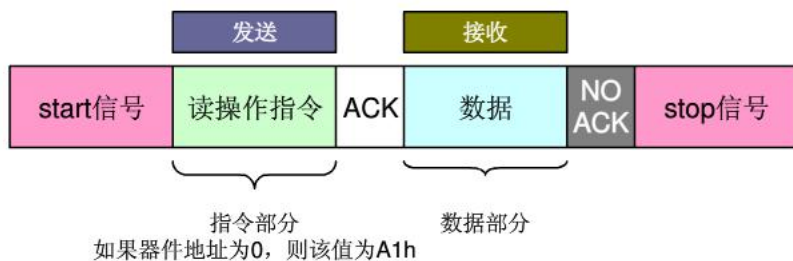 发送 接收
start信号 读操作指令 ACK 数据 NO ACK stop信号
指令部分 数据部分
如果器件地址为0，则该值为A1h